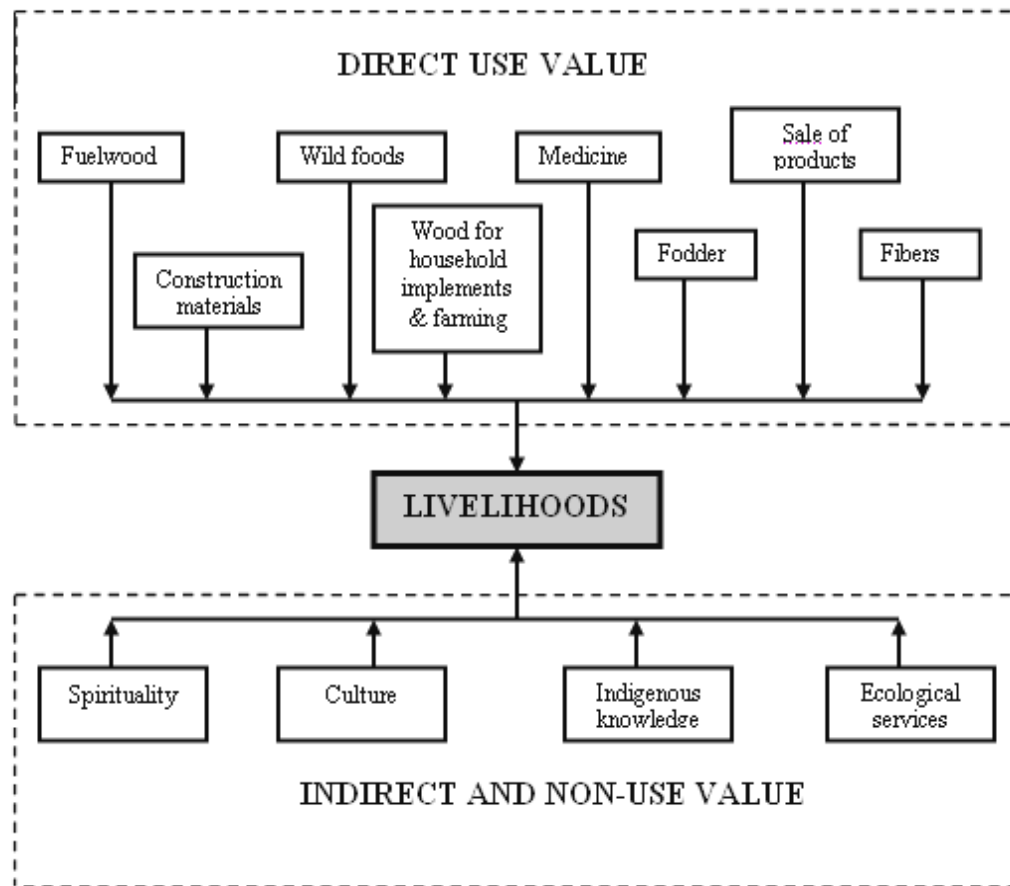 DIRECT USE VALUE
Fuelwood
Wild foods
Medicine
Sale of
products
Construction
materials
Wood for
household
implements
& farming
Fodder
Fibers
LIVELIHOODS
Spirituality
Culture
Indigenous
knowledge
Ecological
services
INDIRECT AND NON-USE VALUE